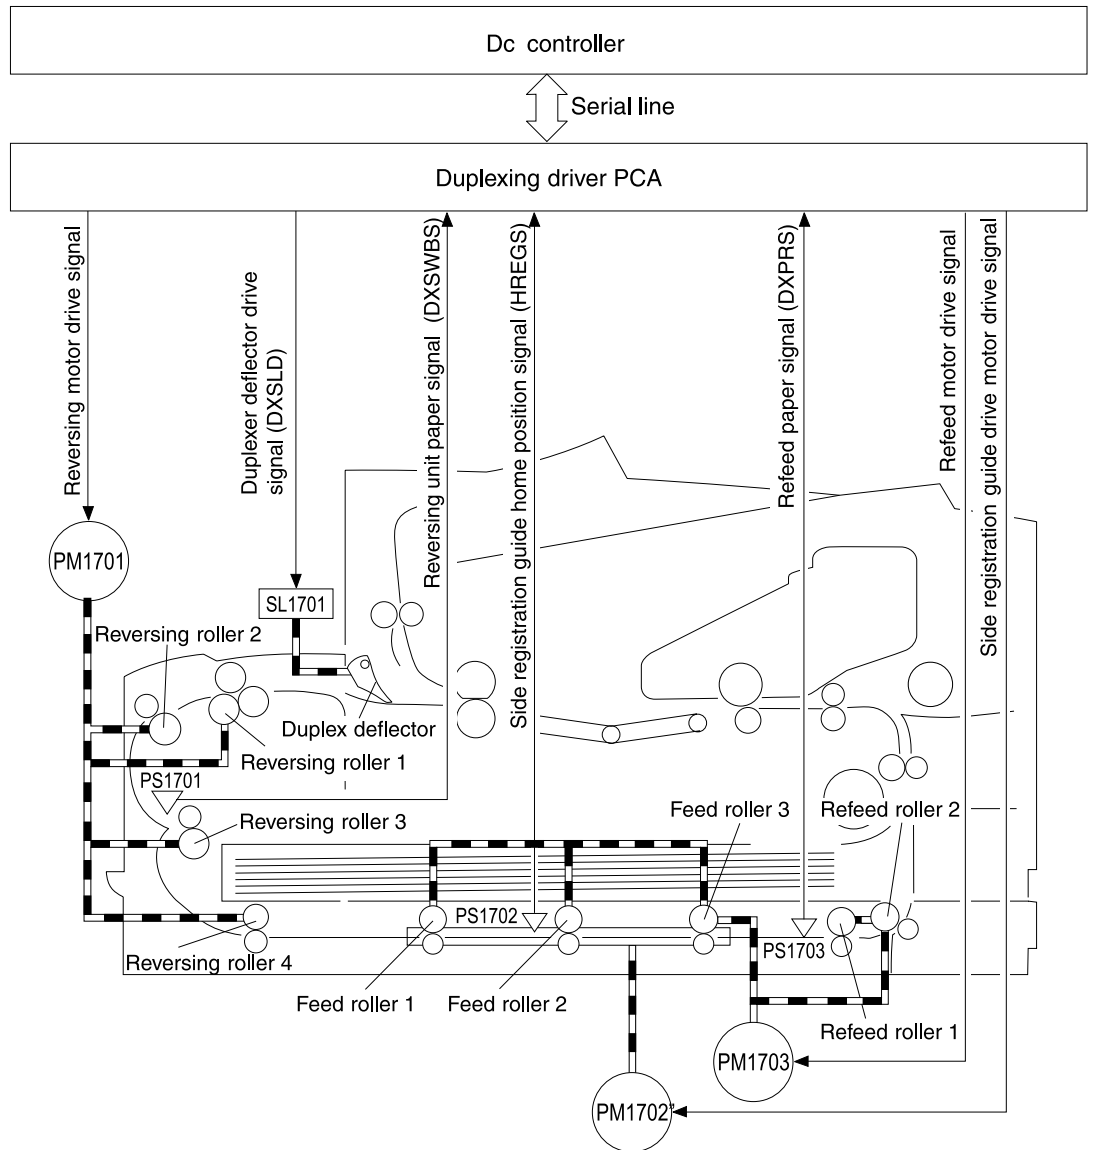 Dc controller
Serial line
Duplexing driver PCA
Reversing motor drive signal
Duplexer deflector drive
signal (DXSLD)
Reversing unit paper signal (DXSWBS)
Side registration guide home position signal (HREGS)
Refeed paper signal (DXPRS)
Refeed motor drive signal
Side registration guide drive motor drive signal
PM1701
SL1701
Reversing roller 2
Duplex deflector
Reversing roller 1
PS1701
Reversing roller 3
Feed roller 3
Refeed roller 2
PS1702
PS1703
Reversing roller 4
Feed roller 1
Feed roller 2
Refeed roller 1
PM1703
PM1702"